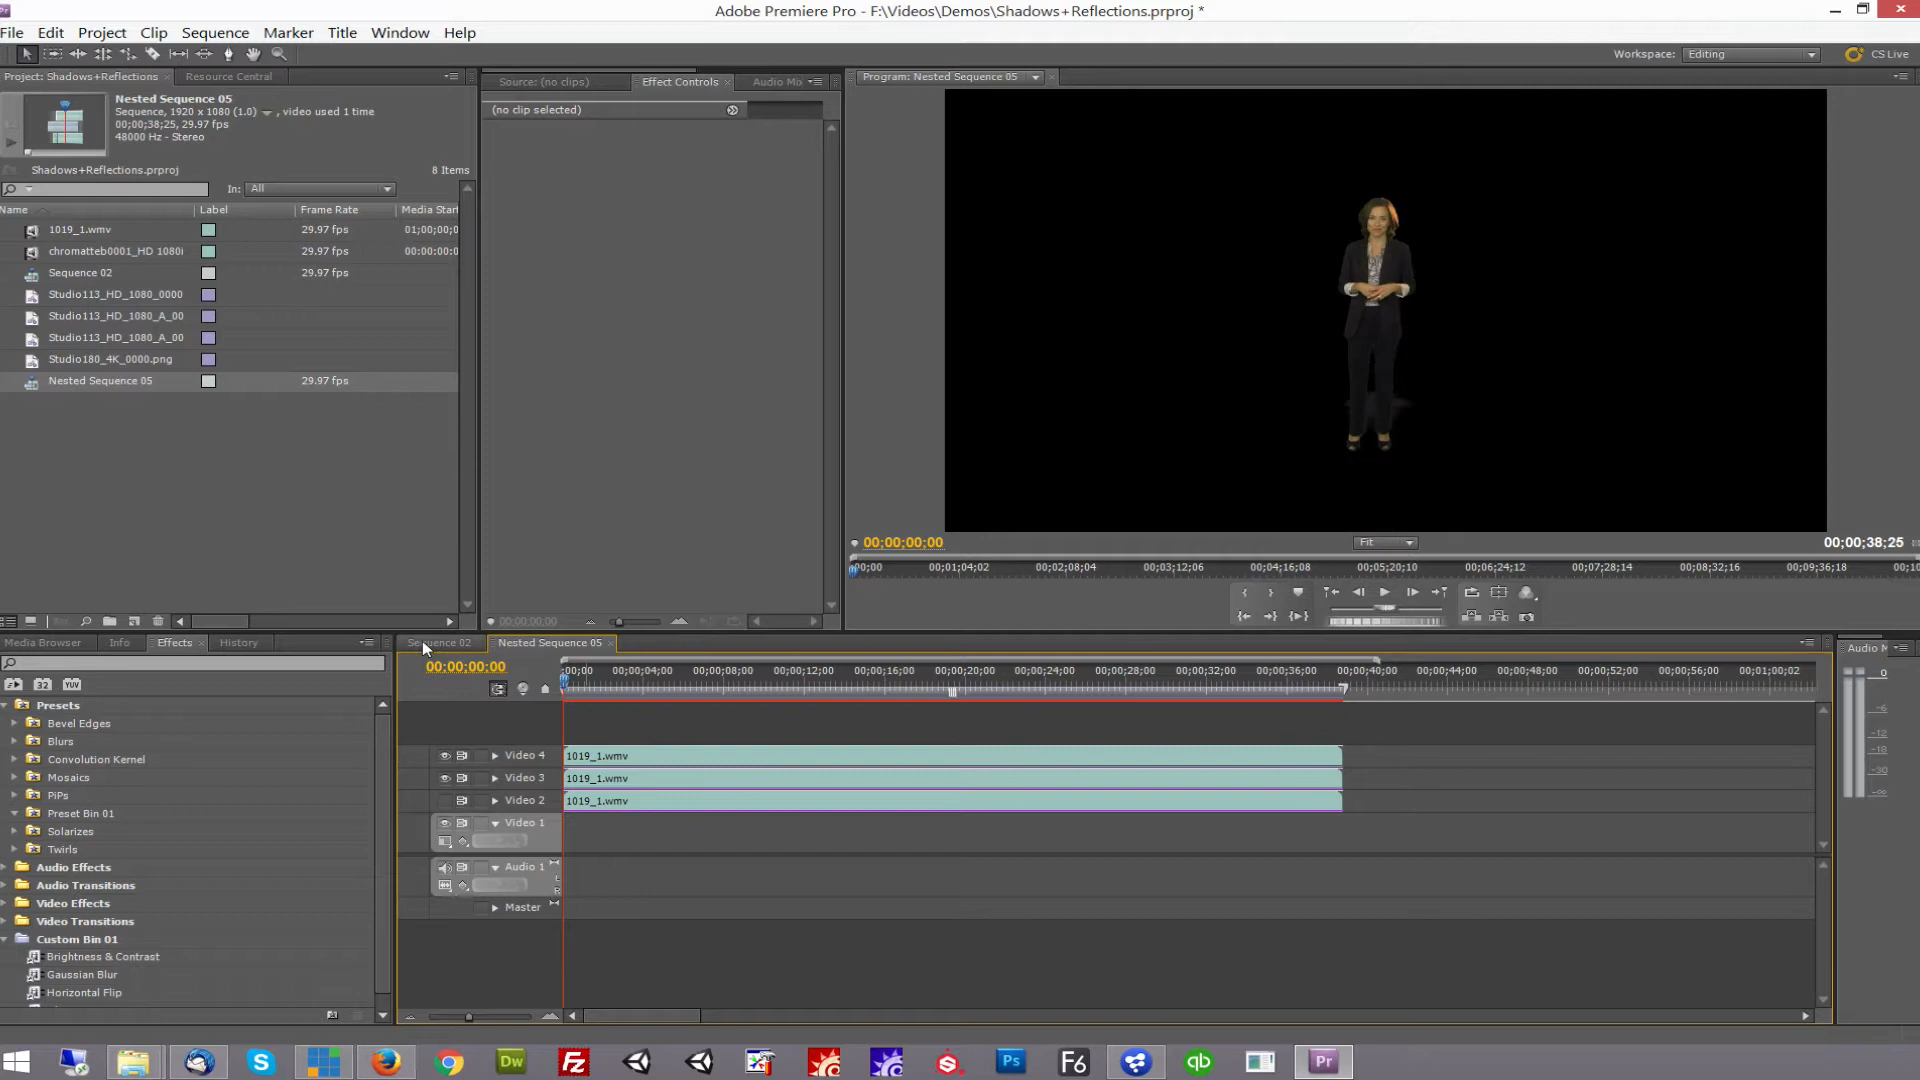 Adobe Premiere Pro - F:\Videos\Demos\Shadows+Reflections.prproj *
File Edit Project Clip Sequence Marker Title Window Help
Workspace: Editing CS Live
Project: Shadows+Reflections Resource Central
Nested Sequence 05
Sequence, 1920 x 1080 (1.0) , video used 1 time
00;00;38;25, 29.97 fps
48000 Hz - Stereo
Shadows+Reflections.prproj 8 Items
In: All
Name Label Frame Rate Media Start
1019_1.wmv 29.97 fps 01;00;00;0
chromatteb0001_HD 1080i 29.97 fps 00:00:00:0
Sequence 02 29.97 fps
Studio113_HD_1080_0000
Studio113_HD_1080_A_00
Studio113_HD_1080_A_00
Studio180_4K_0000.png
Nested Sequence 05 29.97 fps
Source: (no clips) Effect Controls Audio Mi
(no clip selected)
00;00;00;00
Program: Nested Sequence 05
00;00;00;00 Fit 00;00;38;25
00;00 00;01;04;02 00;02;08;04 00;03;12;06 00;04;16;08 00;05;20;10 00;06;24;12 00;07;28;14 00;08;32;16 00;09;36;18 00;10
Media Browser Info Effects History
32 YUV
Presets
Bevel Edges
Blurs
Convolution Kernel
Mosaics
PiPs
Preset Bin 01
Solarizes
Twirls
Audio Effects
Audio Transitions
Video Effects
Video Transitions
Custom Bin 01
Brightness & Contrast
Gaussian Blur
Horizontal Flip
Sequence 02 Nested Sequence 05
00;00;00;00
;00;00 00;00;04;00 00;00;08;00 00;00;12;00 00;00;16;00 00;00;20;00 00;00;24;00 00;00;28;00 00;00;32;00 00;00;36;00 00;00;40;00 00;00;44;00 00;00;48;00 00;00;52;00 00;00;56;00 00;01;00;02
Video 4 1019_1.wmv
Video 3 1019_1.wmv
Video 2 1019_1.wmv
Video 1
Audio 1
L
R
Master
Audio M
0
-6
-12
-18
-30
-∞
Dw Fz Ps F6 qb Pr